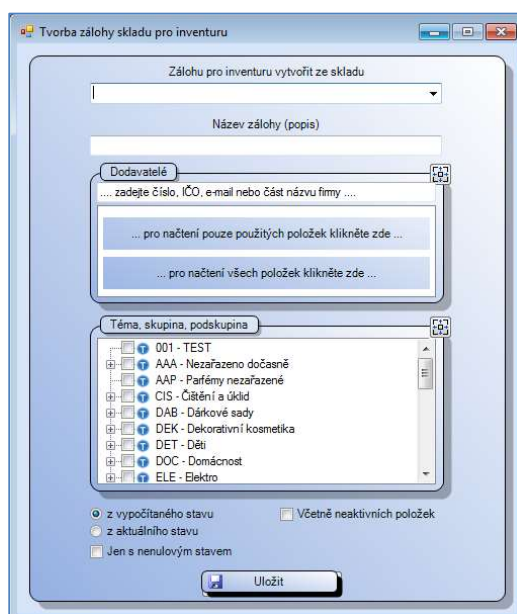 Tvorba zálohy skladu pro inventuru
Zálohu pro inventuru vytvořit ze skladu
Název zálohy (popis)
Dodavatelé
.... zadejte číslo, IČO, e-mail nebo část názvu firmy ....
... pro načtení pouze použitých položek klikněte zde ...
... pro načtení všech položek klikněte zde ...
Téma, skupina, podskupina
001 - TEST
AAA - Nezařazeno dočasně
AAP - Parfémy nezařazené
CIS - Čištění a úklid
DAB - Dárkové sady
DEK - Dekorativní kosmetika
DET - Děti
DOC - Domácnost
ELE - Elektro
z vypočítaného stavu Včetně neaktivních položek
z aktuálního stavu
Jen s nenulovým stavem
Uložit